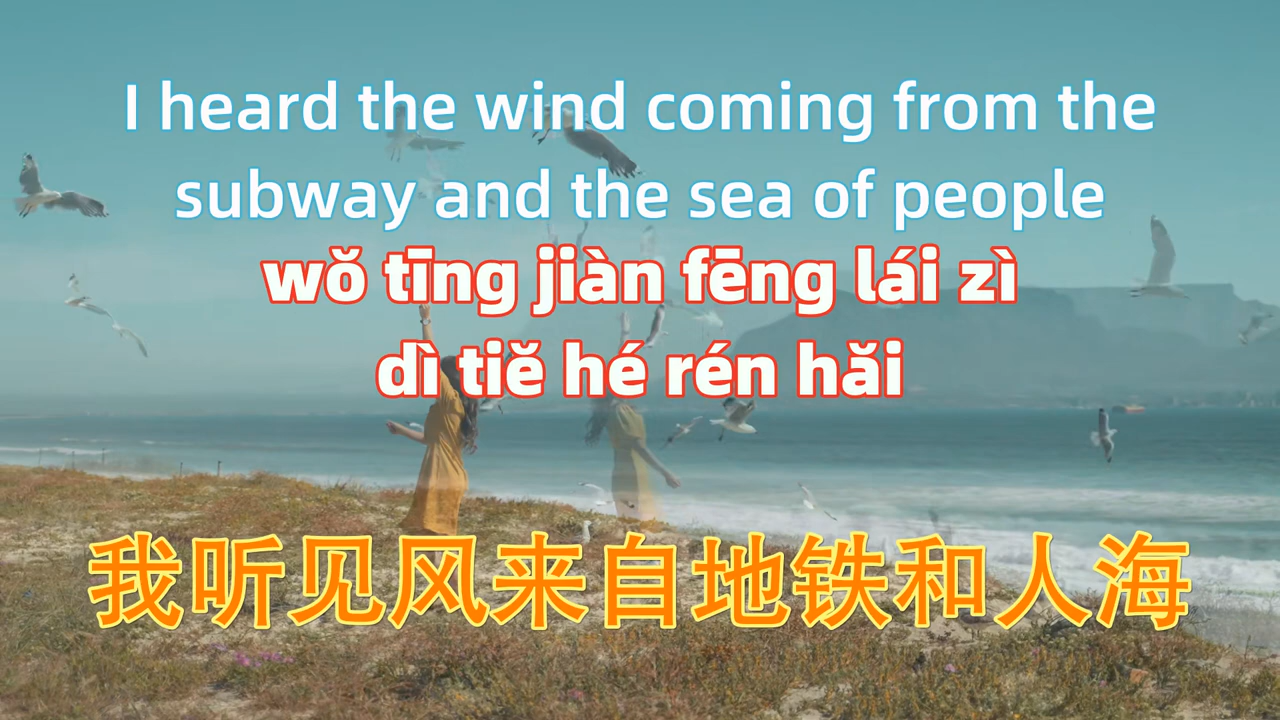 I heard the wind coming from the
subway and the sea of people
wǒ tīng jiàn fēng lái zì
dì tiě hé rén hǎi
我听见风来自地铁和人海